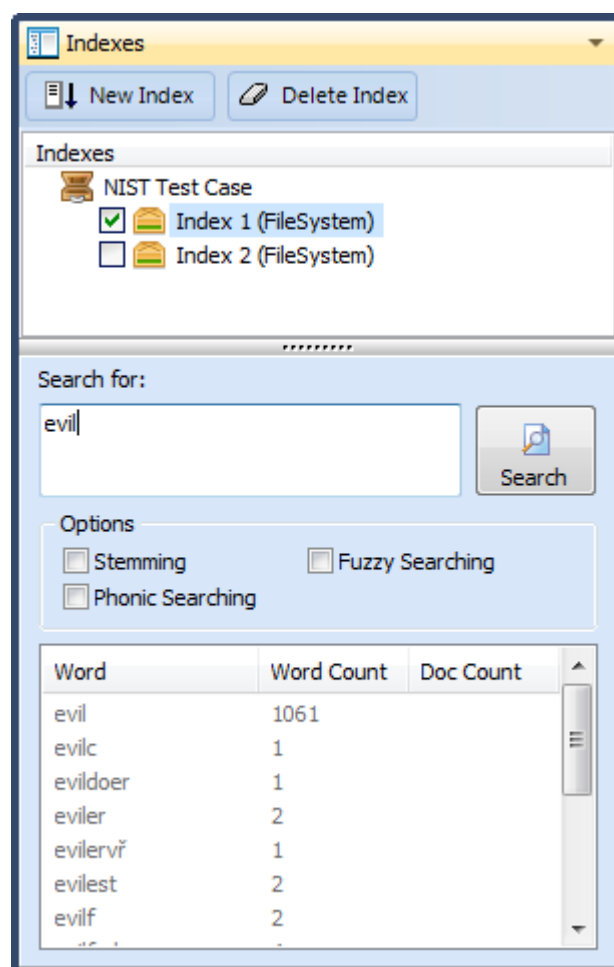 Indexes
New Index Delete Index
Indexes
NIST Test Case
Index 1 (FileSystem)
Index 2 (FileSystem)
Search for:
evil
Search
Options
Stemming Fuzzy Searching
Phonic Searching
Word Word Count Doc Count
evil 1061
evilc 1
evildoer 1
eviler 2
evilervř 1
evilest 2
evilf 2